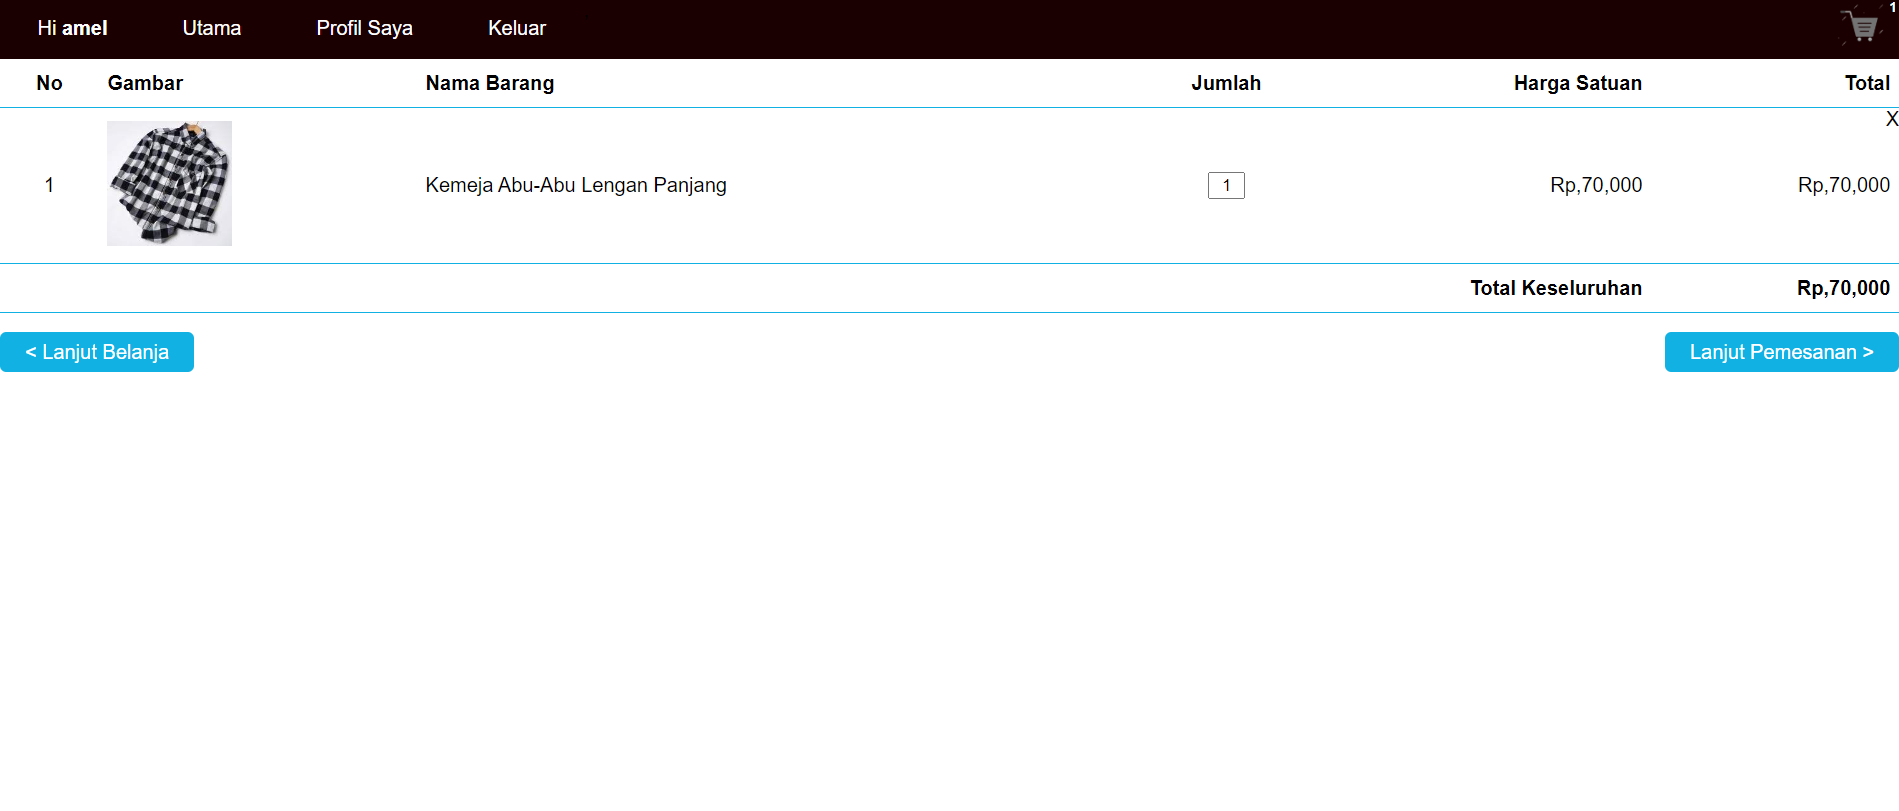 Hi amel Utama Profil Saya Keluar 1
No Gambar Nama Barang Jumlah Harga Satuan Total
X
1 Kemeja Abu-Abu Lengan Panjang 1 Rp,70,000 Rp,70,000
Total Keseluruhan Rp,70,000
< Lanjut Belanja Lanjut Pemesanan >